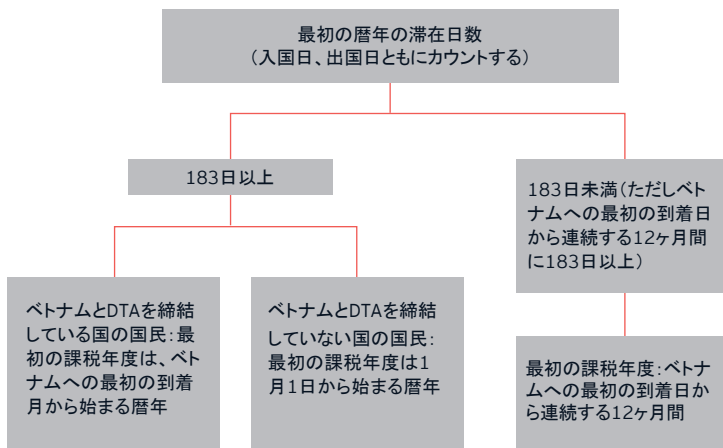 最初の暦年の滞在日数
（入国日、出国日ともにカウントする）
183日以上
183日未満（ただしベト
ナムへの最初の到着日
から連続する12ヶ月間
に183日以上）
ベトナムとDTAを締結
している国の国民：最
初の課税年度は、ベト
ナムへの最初の到着
月から始まる暦年
ベトナムとDTAを締結
していない国の国民：
最初の課税年度は1
月1日から始まる暦年
最初の課税年度：ベトナ
ムへの最初の到着日か
ら連続する12ヶ月間